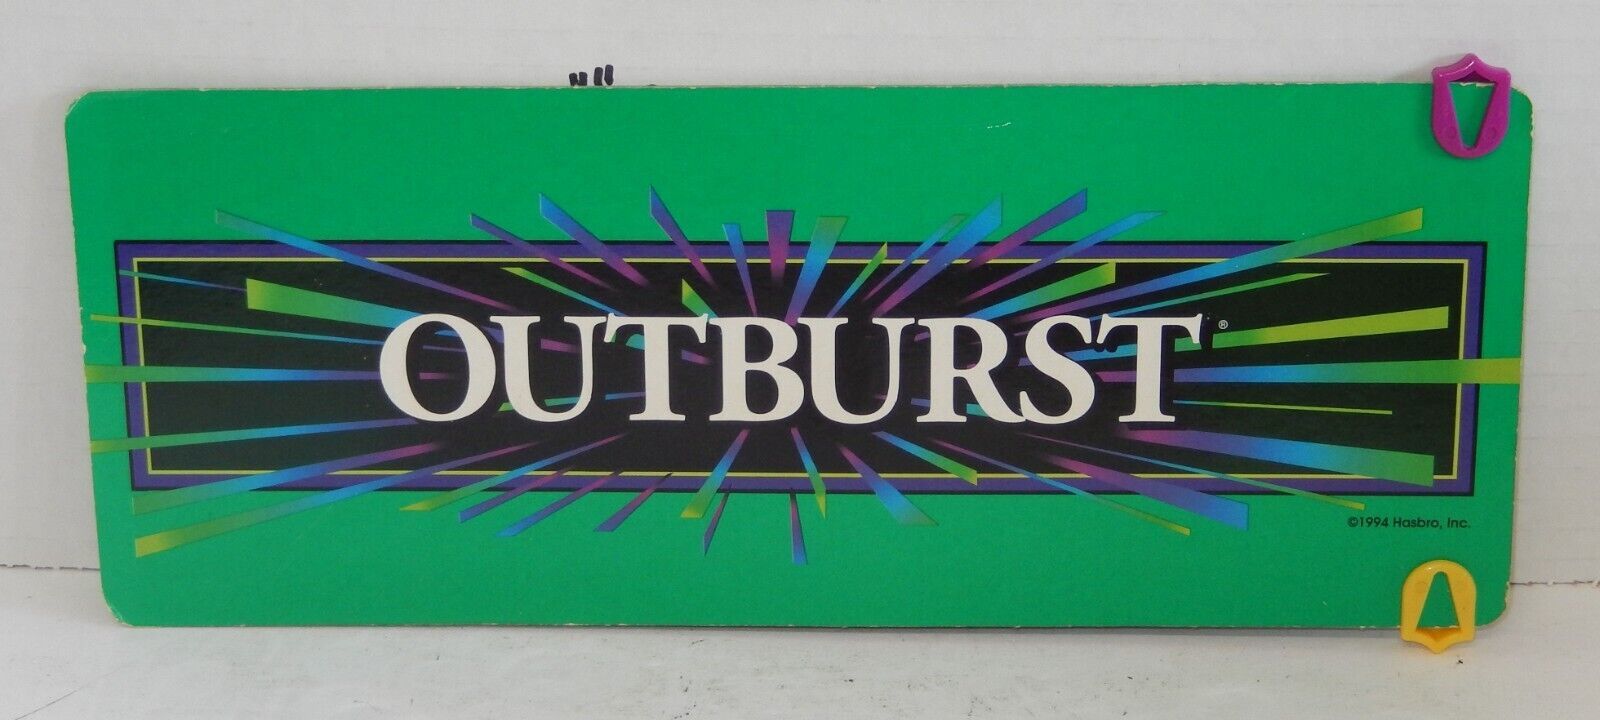 OUTBURST®
©1994 Hasbro, Inc.